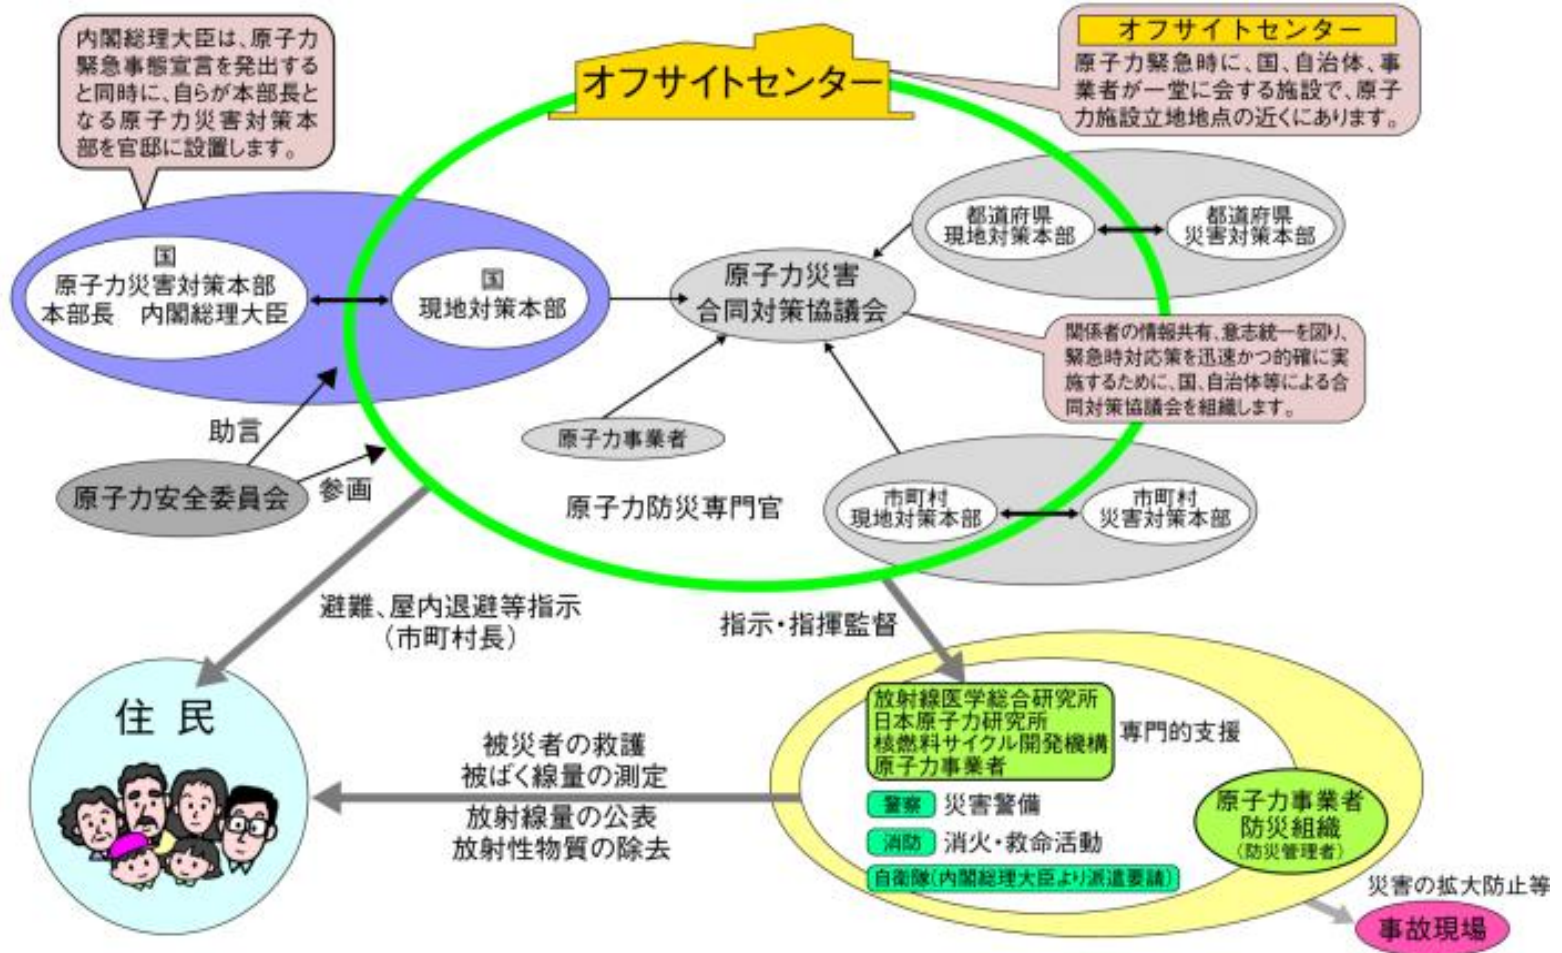 内閣総理大臣は、原子力
緊急事態宣言を発出する
と同時に、自らが本部長と
なる原子力災害対策本
部を官邸に設置します。
オフサイトセンター
オフサイトセンター
原子力緊急時に、国、自治体、事
業者が一堂に会する施設で、原子
力施設立地地点の近くにあります。
国
原子力災害対策本部
本部長　内閣総理大臣
国
現地対策本部
原子力災害
合同対策協議会
都道府県
現地対策本部
都道府県
災害対策本部
関係者の情報共有、意志統一を図り、
緊急時対応策を迅速かつ的確に実
施するために、国、自治体等による合
同対策協議会を組織します。
助言
原子力安全委員会
参画
原子力事業者
原子力防災専門官
市町村
現地対策本部
市町村
災害対策本部
避難、屋内退避等指示
（市町村長）
指示・指揮監督
住民
被災者の救護
被ばく線量の測定
放射線量の公表
放射性物質の除去
放射線医学総合研究所
日本原子力研究所
核燃料サイクル開発機構
原子力事業者
専門的支援
警察 災害警備
消防 消火・救命活動
自衛隊（内閣総理大臣より派遣要請）
原子力事業者
防災組織
（防災管理者）
災害の拡大防止等
事故現場